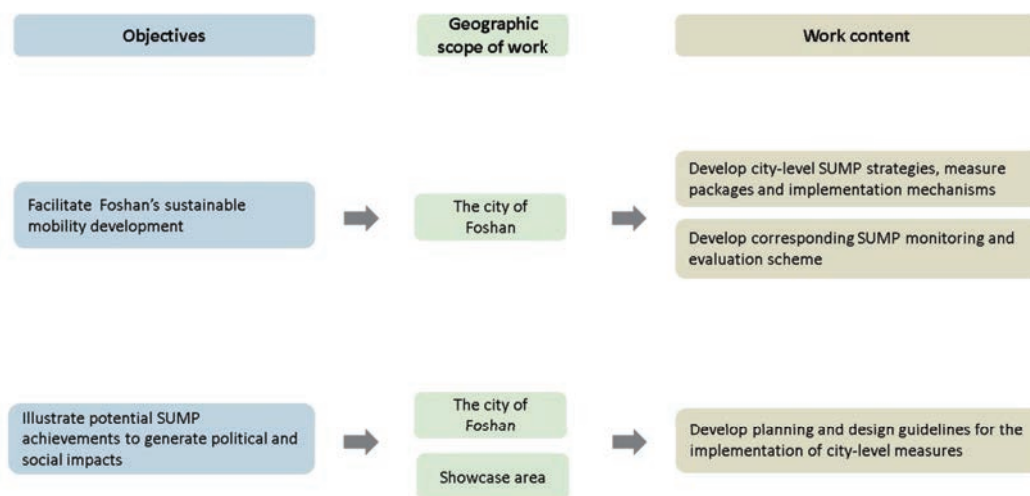 Objectives
Geographic
scope of work
Work content
Facilitate Foshan's sustainable
mobility development
The city of
Foshan
Develop city-level SUMP strategies, measure
packages and implementation mechanisms
Develop corresponding SUMP monitoring and
evaluation scheme
Illustrate potential SUMP
achievements to generate political and
social impacts
The city of
Foshan
Showcase area
Develop planning and design guidelines for the
implementation of city-level measures